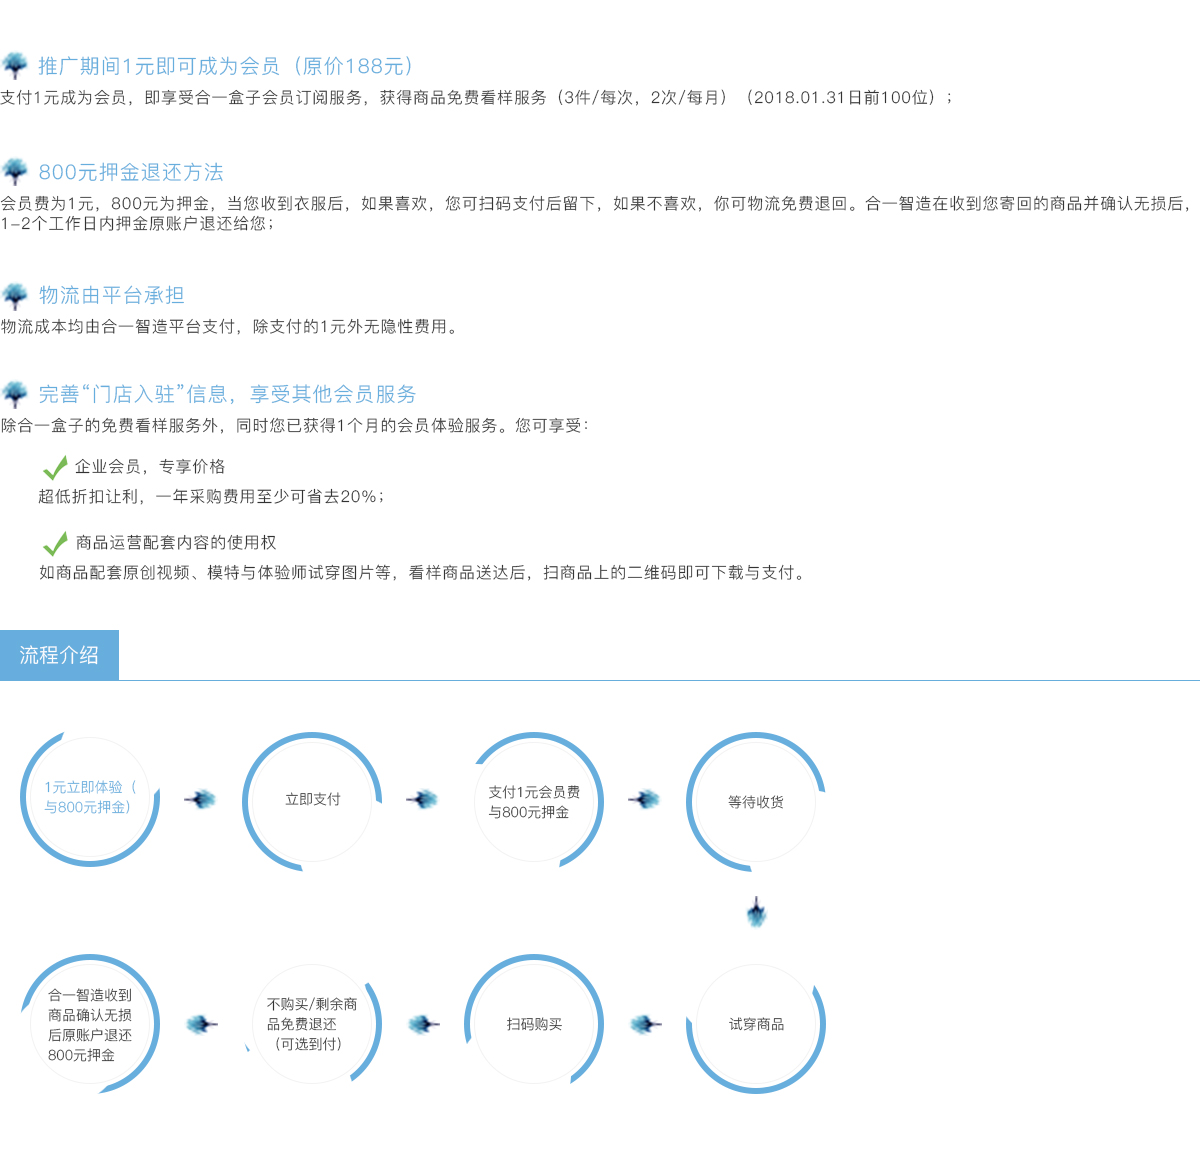 推广期间1元即可成为会员（原价188元）
支付1元成为会员，即享受合一盒子会员订阅服务，获得商品免费看样服务（3件/每次，2次/每月）（2018.01.31日前100位）；
800元押金退还方法
会员费为1元，800元为押金，当您收到衣服后，如果喜欢，您可扫码支付后留下，如果不喜欢，你可物流免费退回。合一智造在收到您寄回的商品并确认无损后，
1-2个工作日内押金原账户退还给您；
物流由平台承担
物流成本均由合一智造平台支付，除支付的1元外无隐性费用。
完善“门店入驻”信息，享受其他会员服务
除合一盒子的免费看样服务外，同时您已获得1个月的会员体验服务。您可享受：
企业会员，专享价格
超低折扣让利，一年采购费用至少可省去20%；
商品运营配套内容的使用权
如商品配套原创视频、模特与体验师试穿图片等，看样商品送达后，扫商品上的二维码即可下载与支付。
流程介绍
1元立即体验（
与800元押金）
立即支付
支付1元会员费
与800元押金
等待收货
合一智造收到
商品确认无损
后原账户退还
800元押金
不购买/剩余商
品免费退还
（可选到付）
扫码购买
试穿商品